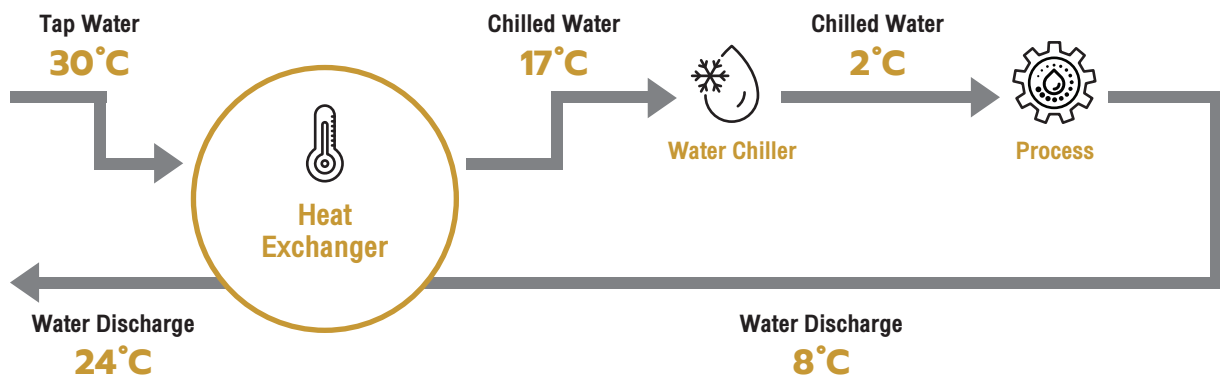 Tap Water
30°C
Chilled Water
17°C
Chilled Water
2°C
Water Chiller
Process
Heat
Exchanger
Water Discharge
24°C
Water Discharge
8°C